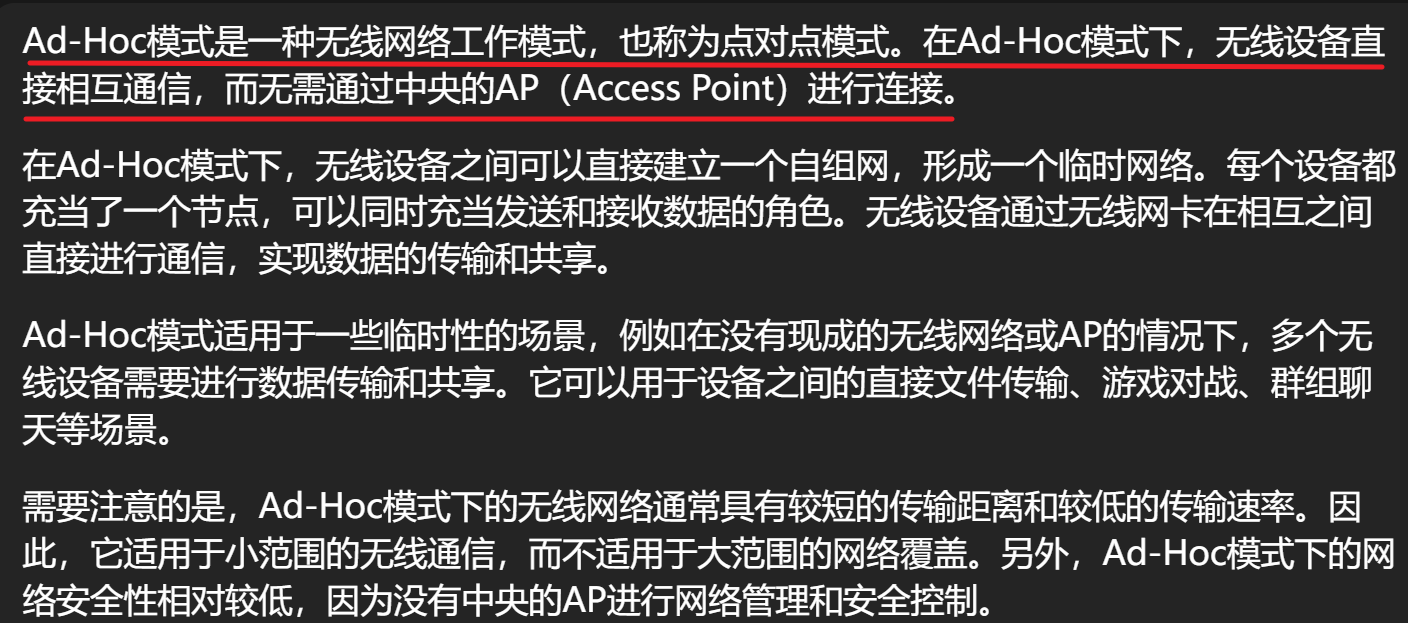 Ad-Hoc模式是一种无线网络工作模式，也称为点对点模式。在Ad-Hoc模式下，无线设备直
接相互通信，而无需通过中央的AP（Access Point）进行连接。
在Ad-Hoc模式下，无线设备之间可以直接建立一个自组网，形成一个临时网络。每个设备都
充当了一个节点，可以同时充当发送和接收数据的角色。无线设备通过无线网卡在相互之间
直接进行通信，实现数据的传输和共享。
Ad-Hoc模式适用于一些临时性的场景，例如在没有现成的无线网络或AP的情况下，多个无
线设备需要进行数据传输和共享。它可以用于设备之间的直接文件传输、游戏对战、群组聊
天等场景。
需要注意的是，Ad-Hoc模式下的无线网络通常具有较短的传输距离和较低的传输速率。因
此，它适用于小范围的无线通信，而不适用于大范围的网络覆盖。另外，Ad-Hoc模式下的网
络安全性相对较低，因为没有中央的AP进行网络管理和安全控制。